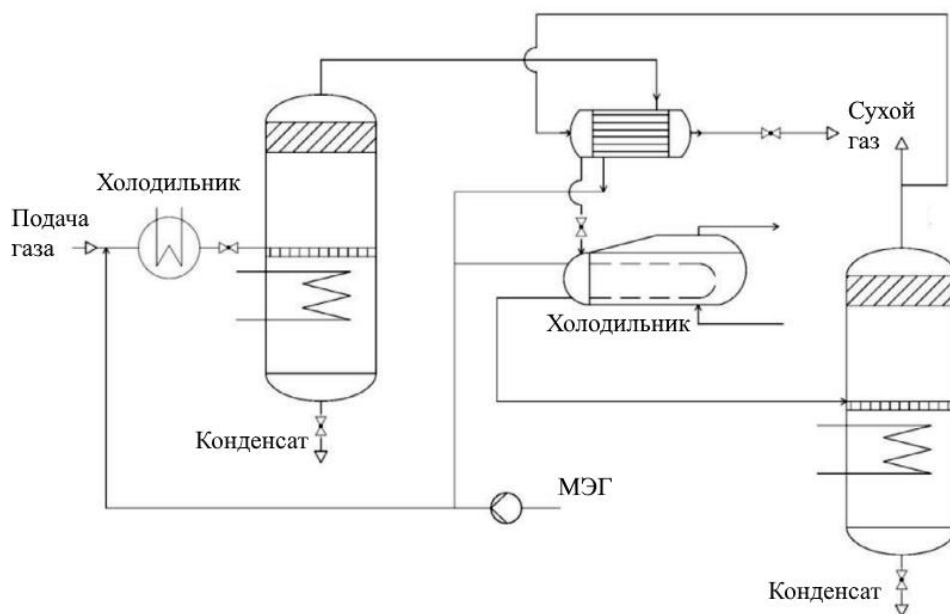 Сухой
газ
Холодильник
Подача
газа
Холодильник
Конденсат
МЭГ
Конденсат